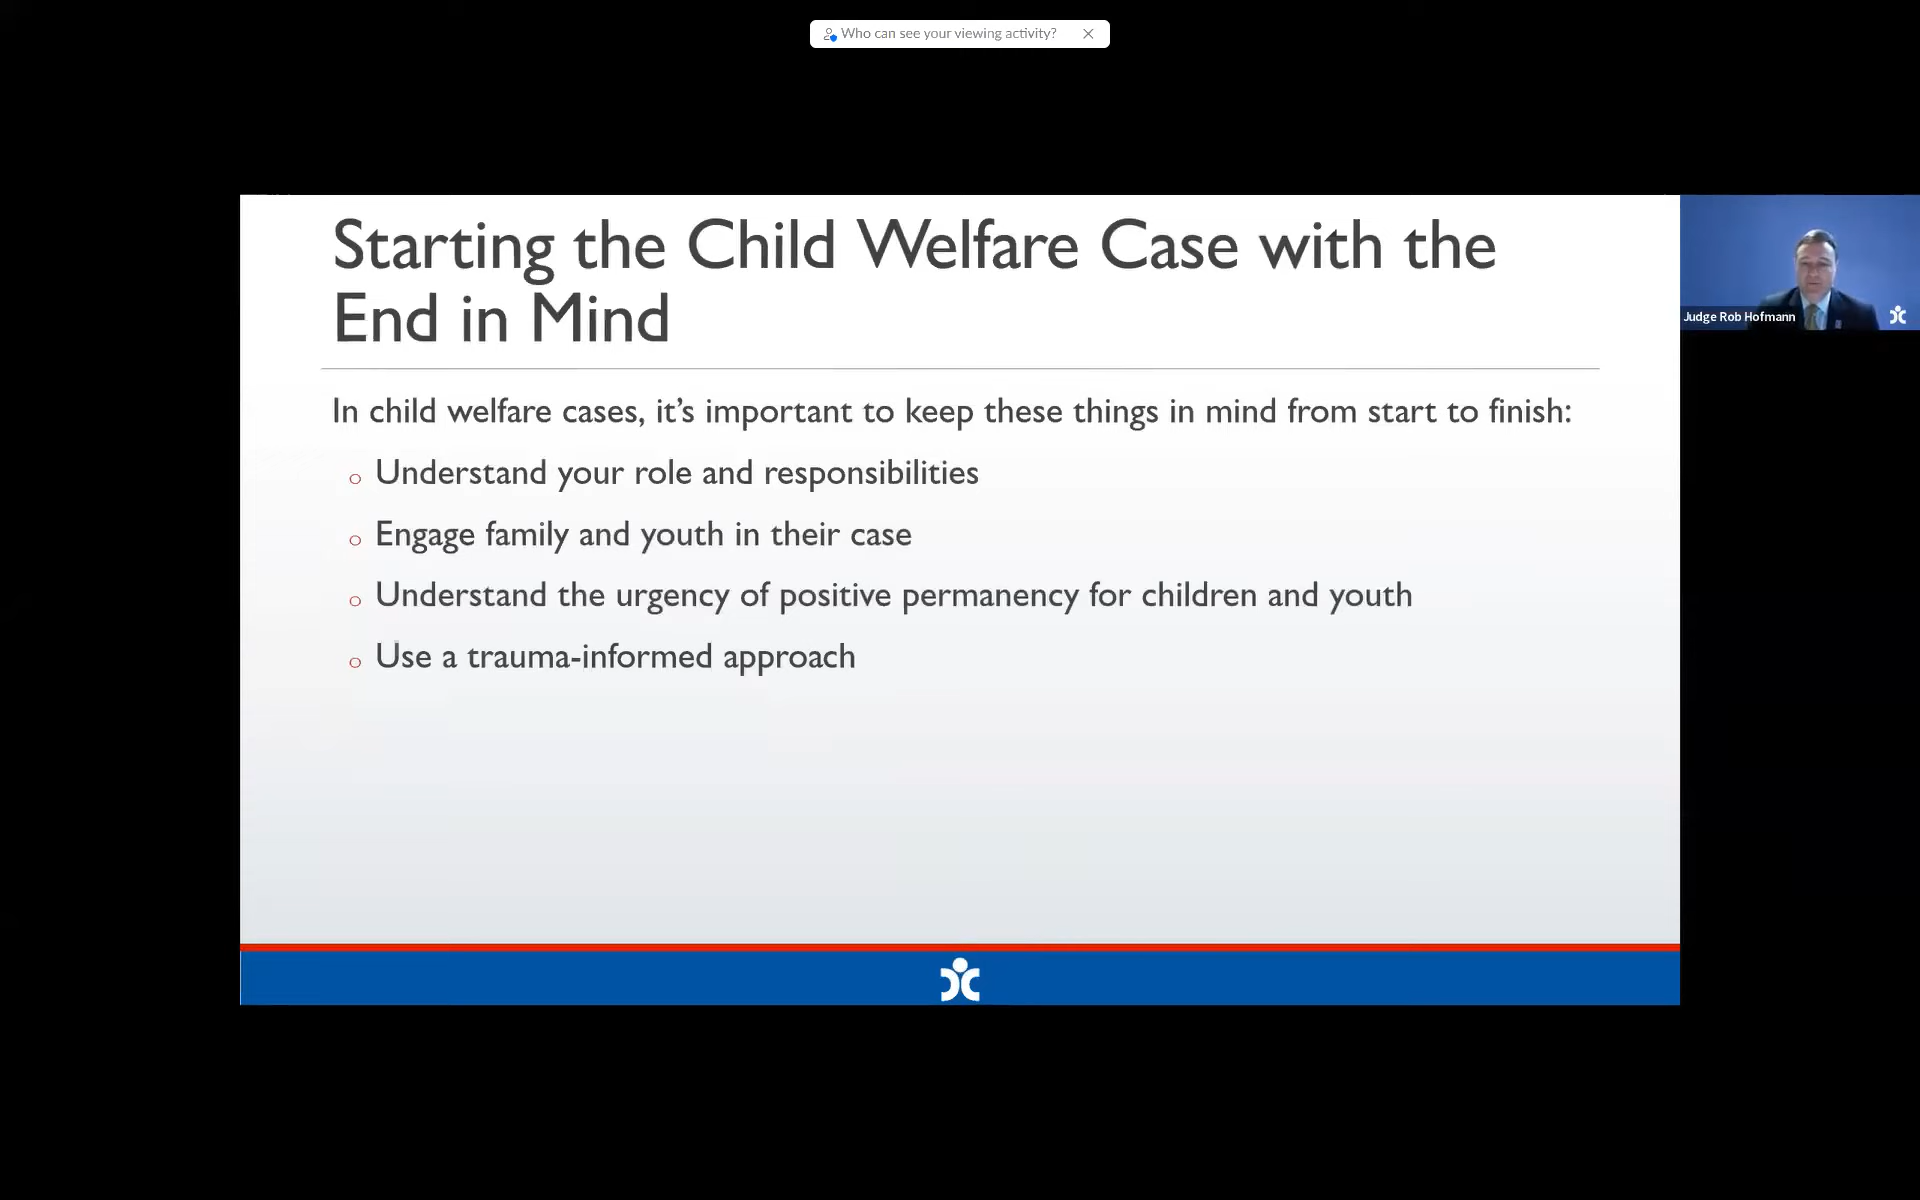 Who can see your viewing activity?
Starting the Child Welfare Case with the
End in Mind
Judge Rob Hofmann
In child welfare cases, it’s important to keep these things in mind from start to finish:
Understand your role and responsibilities
Engage family and youth in their case
Understand the urgency of positive permanency for children and youth
Use a trauma-informed approach